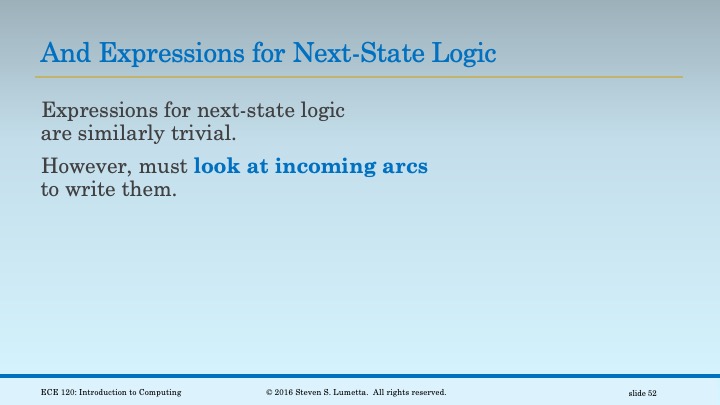 And Expressions for Next-State Logic
Expressions for next-state logic
are similarly trivial.
However, must look at incoming arcs
to write them.
ECE 120: Introduction to Computing
© 2016 Steven S. Lumetta.  All rights reserved.
slide 52